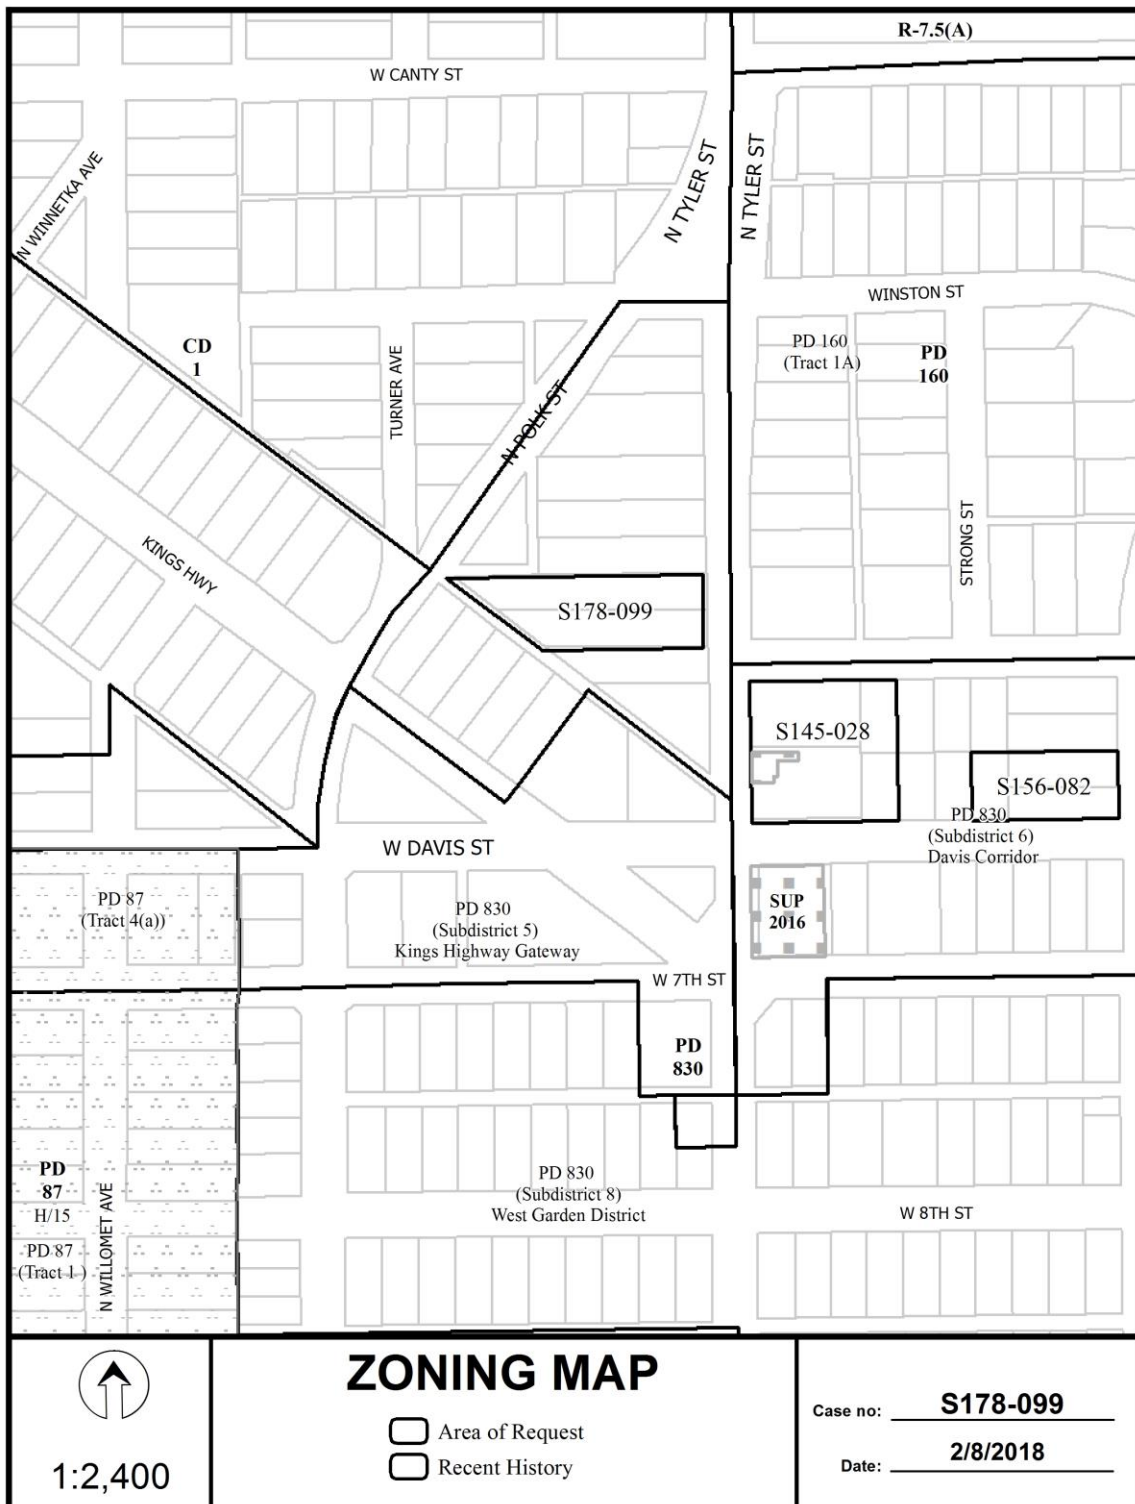 R-7.5(A)
W CANTY ST
N WINNETKA AVE
N TYLER ST
N TYLER ST
WINSTON ST
CD
1
TURNER AVE
PD 160
(Tract 1A)
PD
160
N POLK ST
STRONG ST
KINGS HWY
S178-099
S145-028
S156-082
PD 830
(Subdistrict 6)
Davis Corridor
W DAVIS ST
PD 87
(Tract 4(a))
PD 830
(Subdistrict 5)
Kings Highway Gateway
SUP
2016
W 7TH ST
PD
830
PD
87
H/15
PD 87
(Tract 1 )
N WILLOMET AVE
PD 830
(Subdistrict 8)
West Garden District
W 8TH ST
1:2,400
ZONING MAP
Area of Request
Recent History
Case no: S178-099
Date: 2/8/2018